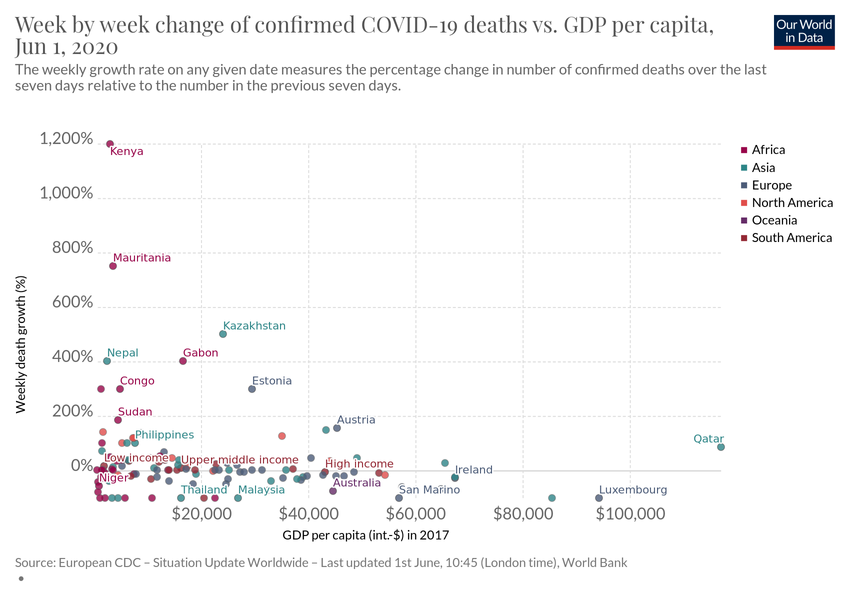 Week by week change of confirmed COVID-19 deaths vs. GDP per capita,
Jun 1, 2020
Our World
in Data
The weekly growth rate on any given date measures the percentage change in number of confirmed deaths over the last
seven days relative to the number in the previous seven days.
1,200%
Kenya
Africa
Asia
Europe
North America
Oceania
South America
1,000%
800%
Mauritania
600%
Kazakhstan
400%
Nepal
Gabon
Congo
Estonia
200%
Sudan
Austria
Philippines
Qatar
0%
Low income
Upper middle income
High income
Ireland
Niger
Thailand
Malaysia
Australia
San Marino
Luxembourg
Weekly death growth (%)
$20,000
$40,000
$60,000
$80,000
$100,000
GDP per capita (int.-$) in 2017
Source: European CDC – Situation Update Worldwide – Last updated 1st June, 10:45 (London time), World Bank